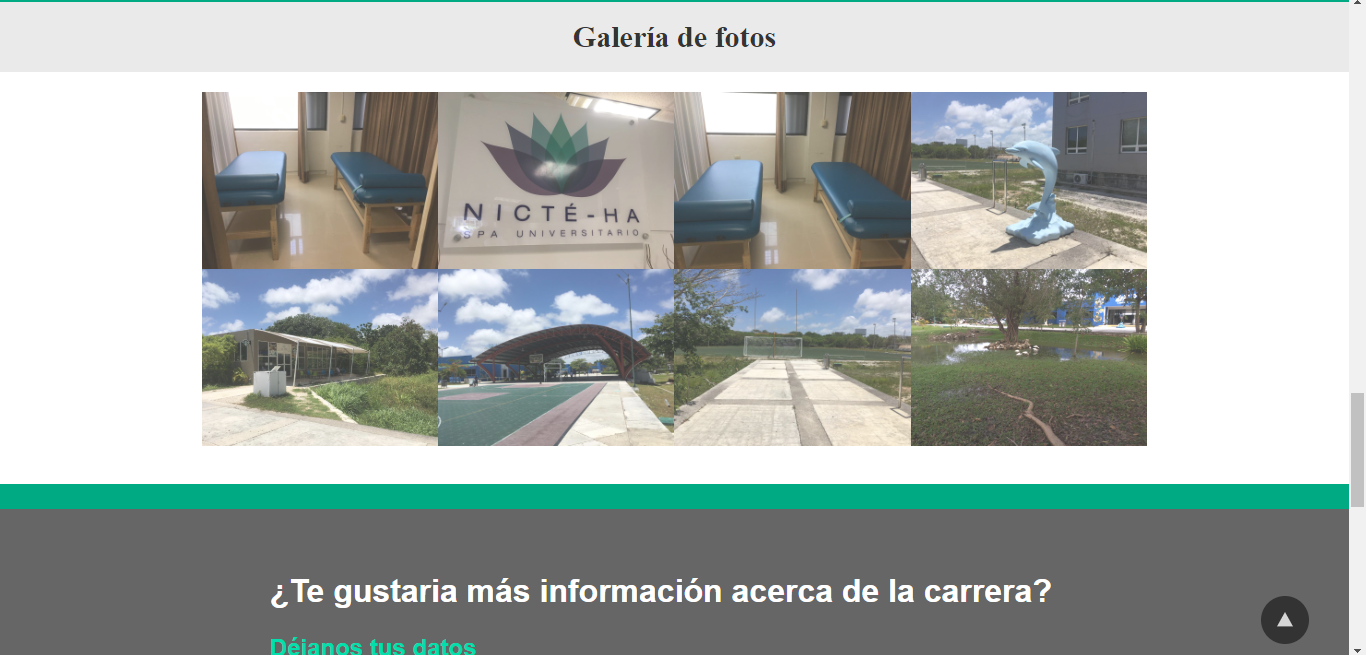 Galería de fotos
NICTÉ-HA
SPA UNIVERSITARIO
¿Te gustaria más información acerca de la carrera?
Déjanos tus datos